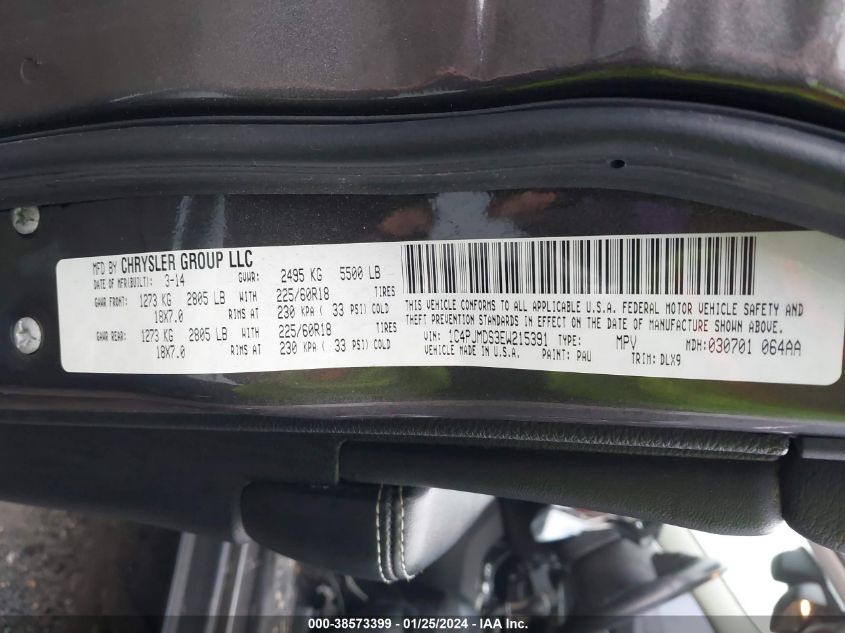 MFD BY CHRYSLER GROUP LLC
DATE OF MFR(BUILT): 3-14 GVWR: 2495 KG 5500 LB
GAWR FRONT: 1273 KG 2805 LB WITH 225/60R18 TIRES
18X7.0 RIMS AT 230 KPA ( 33 PSI) COLD
GAWR REAR: 1273 KG 2805 LB WITH 225/60R18 TIRES
18X7.0 RIMS AT 230 KPA ( 33 PSI) COLD
THIS VEHICLE CONFORMS TO ALL APPLICABLE U.S.A. FEDERAL MOTOR VEHICLE SAFETY AND
THEFT PREVENTION STANDARDS IN EFFECT ON THE DATE OF MANUFACTURE SHOWN ABOVE.
VIN: 1C4PJMDS3EW215391 TYPE: MPV MDH: 030701 064AA
VEHICLE MADE IN U.S.A. PAINT: PAU TRIM: DLX9
000-38573399 / 01/25/2024 / IAA Inc.